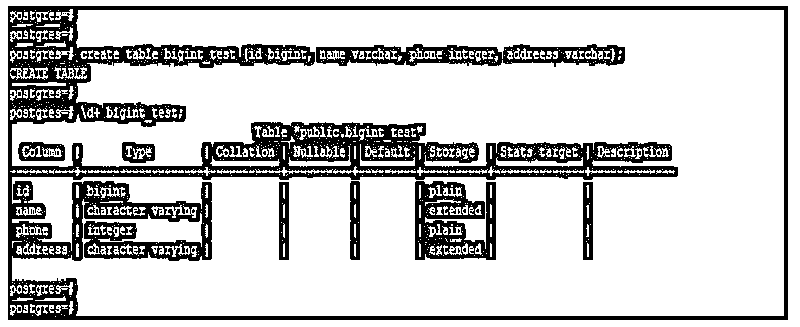 postgres=#
postgres=#
postgres=# create table bigint_test (id bigint, name varchar, phone integer, address varchar);
CREATE TABLE
postgres=#
postgres=# \d+ bigint_test;
Table "public.bigint_test"
Column | Type | Collation | Nullable | Default | Storage | Stats target | Description
id | bigint | | | | plain | |
name | character varying | | | | extended | |
phone | integer | | | | plain | |
address | character varying | | | | extended | |
postgres=#
postgres=#